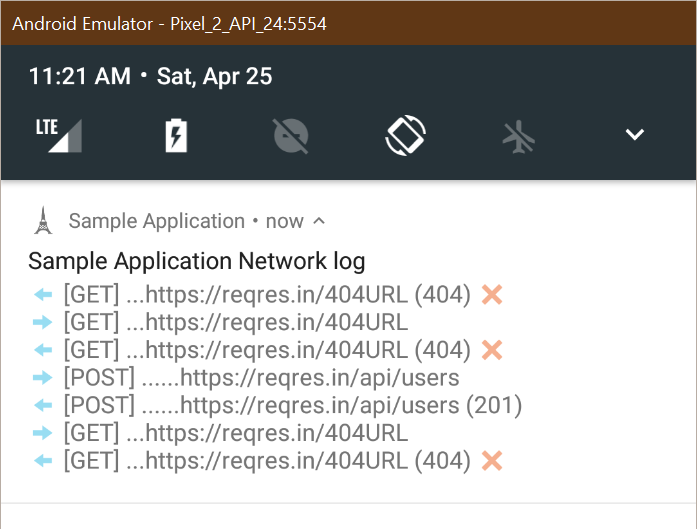 Android Emulator - Pixel_2_API_24:5554
11:21 AM • Sat, Apr 25
LTE
Sample Application • now
Sample Application Network log
[GET] ...https://reqres.in/404URL (404)
[GET] ...https://reqres.in/404URL
[GET] ...https://reqres.in/404URL (404)
[POST] ......https://reqres.in/api/users
[POST] ......https://reqres.in/api/users (201)
[GET] ...https://reqres.in/404URL
[GET] ...https://reqres.in/404URL (404)